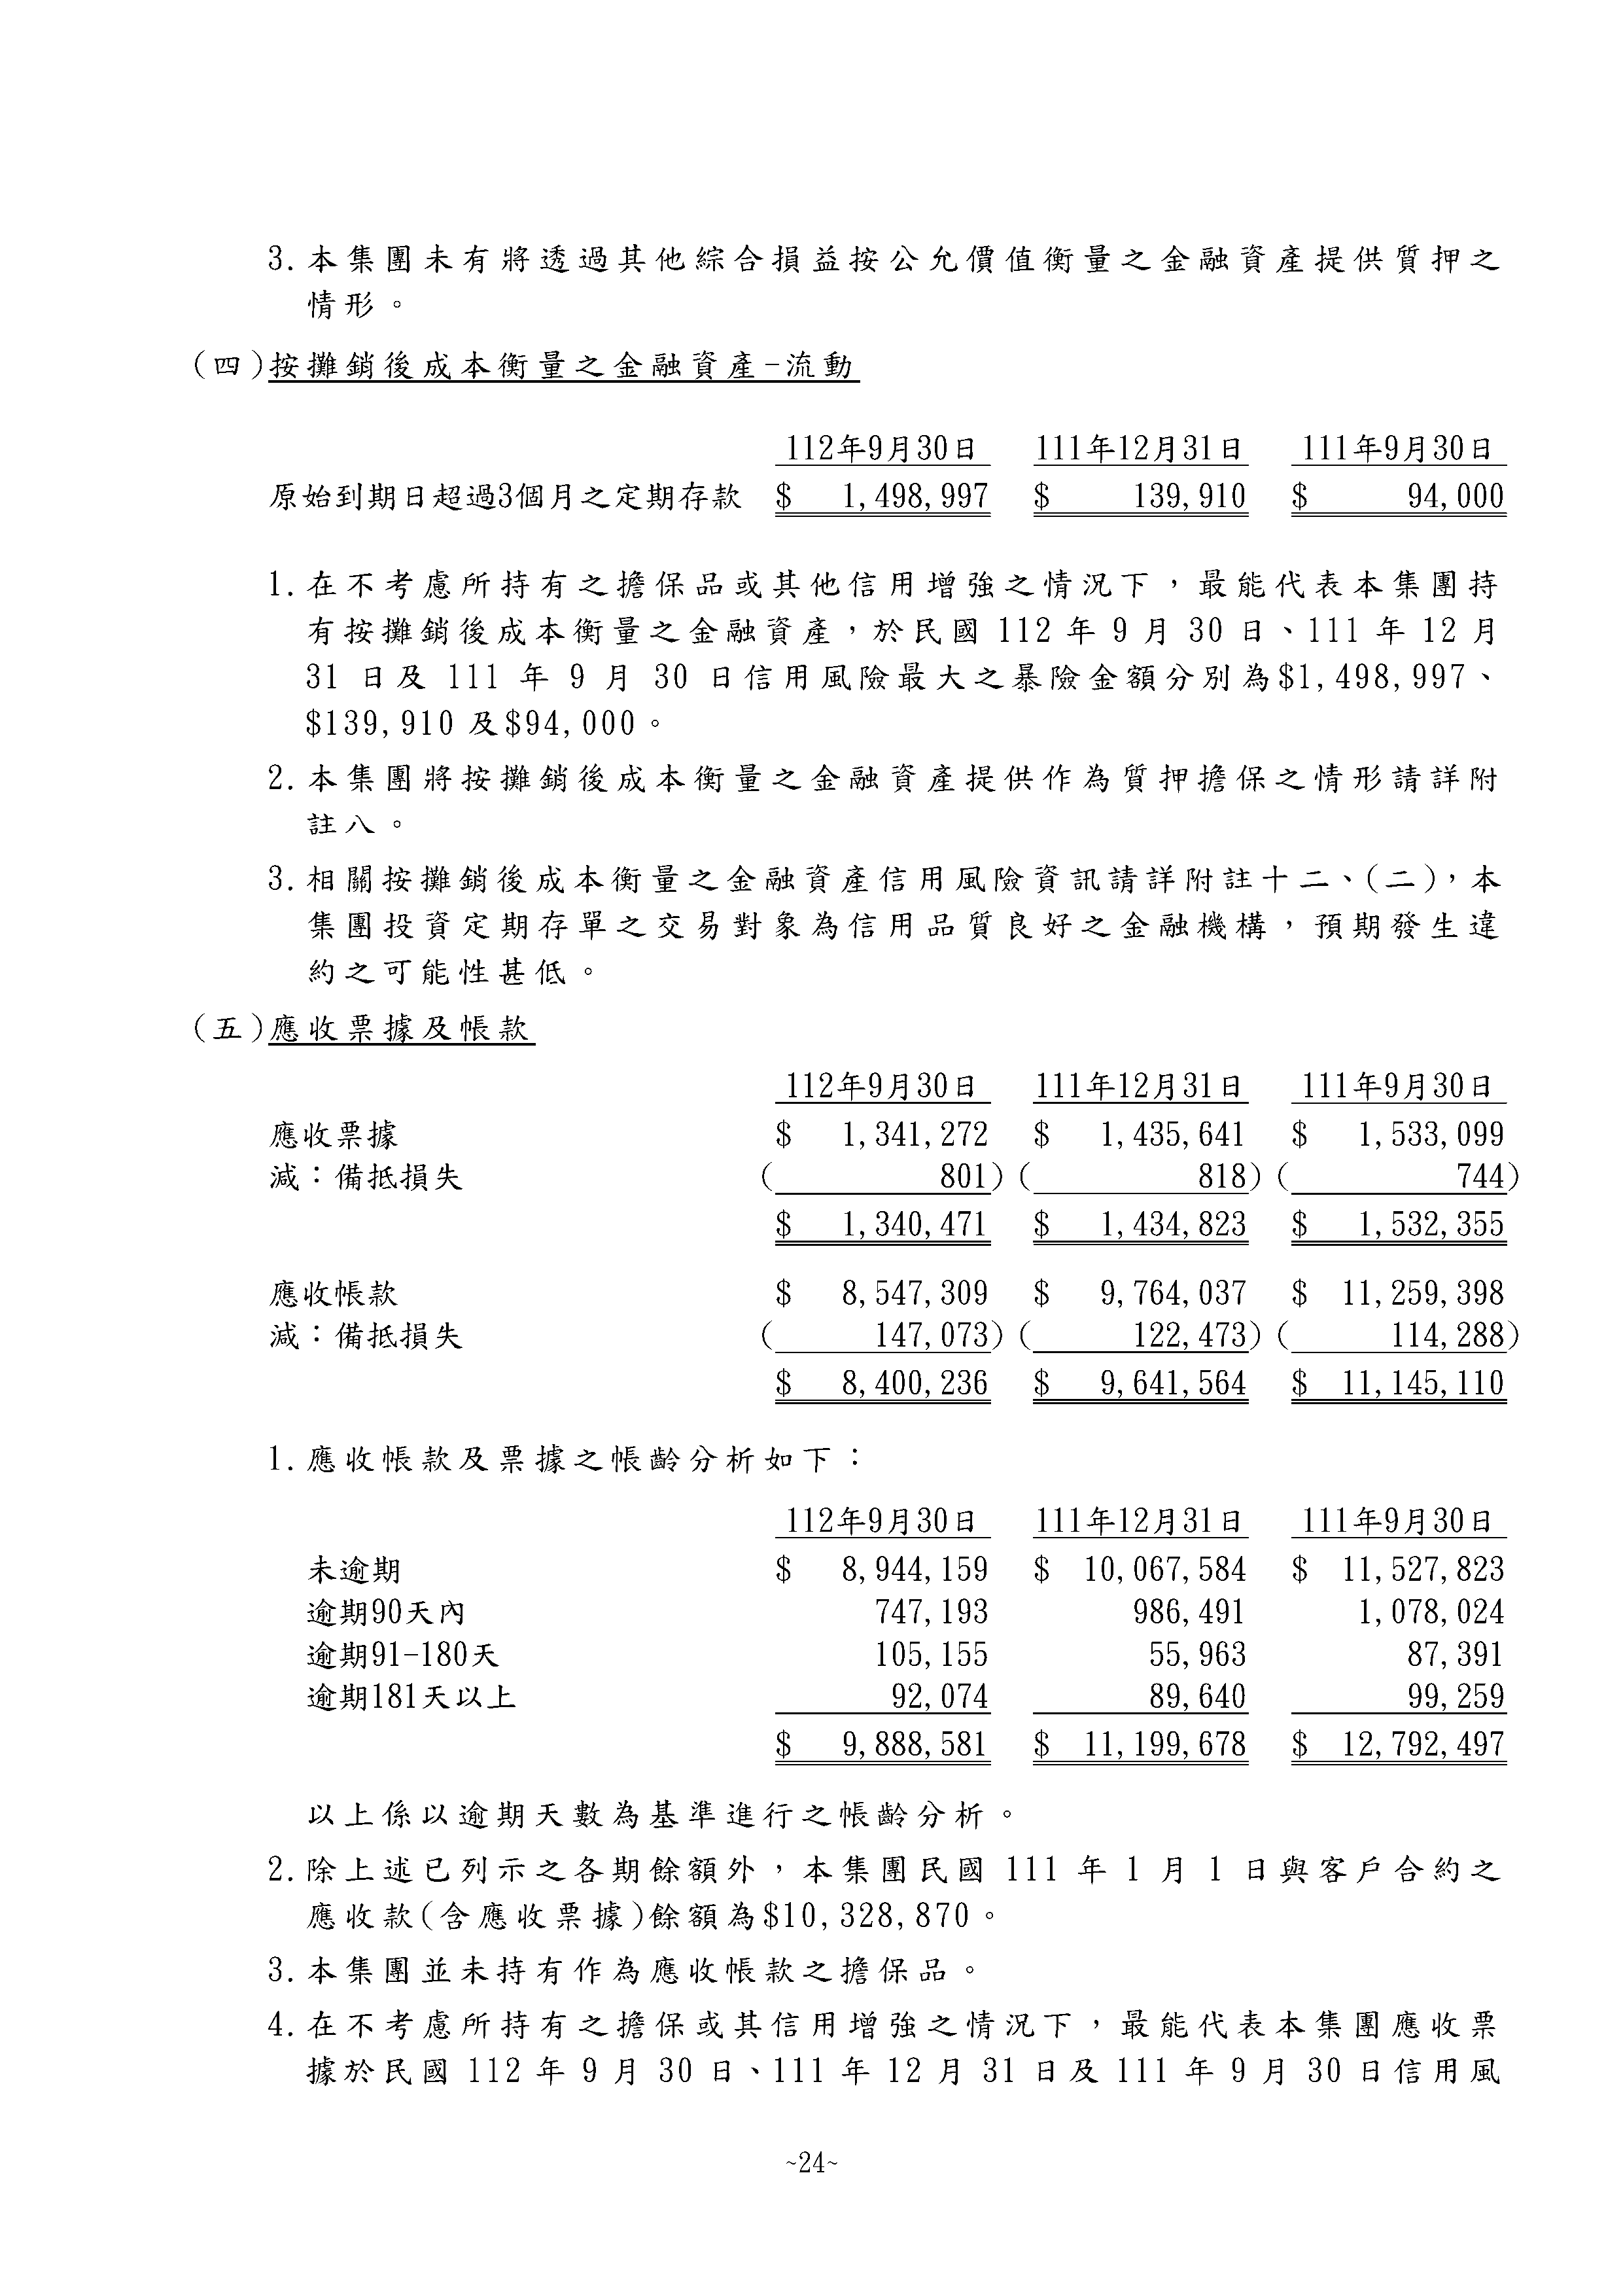 3. 本集團未有將透過其他綜合損益按公允價值衡量之金融資產提供質押之
情形。
(四)按攤銷後成本衡量之金融資產-流動
112年9月30日 111年12月31日 111年9月30日
原始到期日超過3個月之定期存款 $ 1,498,997 $ 139,910 $ 94,000
1. 在不考慮所持有之擔保品或其他信用增強之情況下，最能代表本集團持
有按攤銷後成本衡量之金融資產，於民國 112 年 9 月 30 日、111 年 12 月
31 日及 111 年 9 月 30 日信用風險最大之暴險金額分別為$1,498,997、
$139,910 及$94,000。
2. 本集團將按攤銷後成本衡量之金融資產提供作為質押擔保之情形請詳附
註八。
3. 相關按攤銷後成本衡量之金融資產信用風險資訊請詳附註十二、(二)，本
集團投資定期存單之交易對象為信用品質良好之金融機構，預期發生違
約之可能性甚低。
(五)應收票據及帳款
112年9月30日 111年12月31日 111年9月30日
應收票據 $ 1,341,272 $ 1,435,641 $ 1,533,099
減：備抵損失 ( 801) ( 818) ( 744)
$ 1,340,471 $ 1,434,823 $ 1,532,355
應收帳款 $ 8,547,309 $ 9,764,037 $ 11,259,398
減：備抵損失 ( 147,073) ( 122,473) ( 114,288)
$ 8,400,236 $ 9,641,564 $ 11,145,110
1. 應收帳款及票據之帳齡分析如下：
112年9月30日 111年12月31日 111年9月30日
未逾期 $ 8,944,159 $ 10,067,584 $ 11,527,823
逾期90天內 747,193 986,491 1,078,024
逾期91-180天 105,155 55,963 87,391
逾期181天以上 92,074 89,640 99,259
$ 9,888,581 $ 11,199,678 $ 12,792,497
以上係以逾期天數為基準進行之帳齡分析。
2. 除上述已列示之各期餘額外，本集團民國 111 年 1 月 1 日與客戶合約之
應收款(含應收票據)餘額為$10,328,870。
3. 本集團並未持有作為應收帳款之擔保品。
4. 在不考慮所持有之擔保或其信用增強之情況下，最能代表本集團應收票
據於民國 112 年 9 月 30 日、111 年 12 月 31 日及 111 年 9 月 30 日信用風
~24~